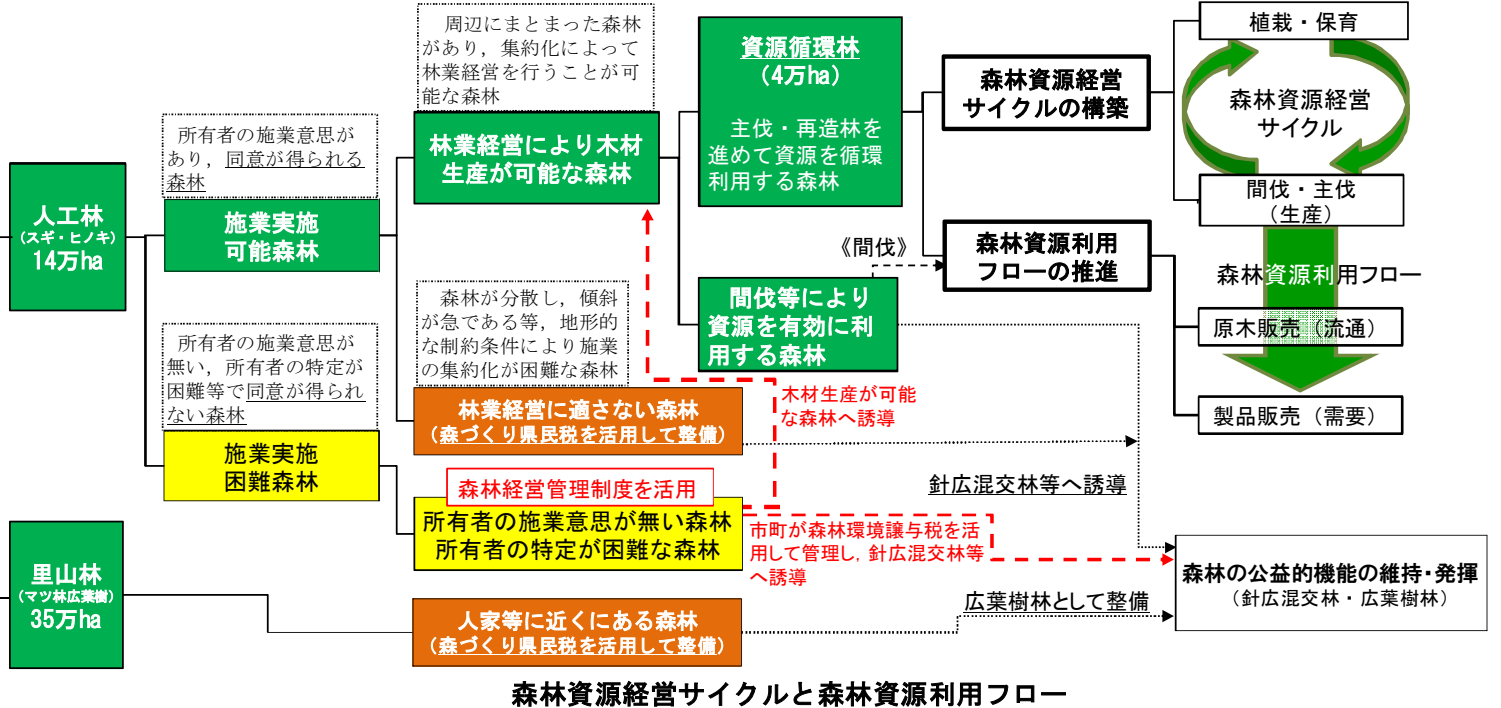 人工林
(スギ・ヒノキ)
14万ha
里山林
(マツ林広葉樹)
35万ha
所有者の施業意思が
あり，同意が得られる
森林
施業実施
可能森林
所有者の施業意思が
無い，所有者の特定が
困難等で同意が得られ
ない森林
施業実施
困難森林
周辺にまとまった森林
があり，集約化によって
林業経営を行うことが可
能な森林
林業経営により木材
生産が可能な森林
森林が分散し，傾斜
が急である等，地形的
な制約条件により施業
の集約化が困難な森林
林業経営に適さない森林
（森づくり県民税を活用して整備）
森林経営管理制度を活用
所有者の施業意思が無い森林
所有者の特定が困難な森林
人家等に近くにある森林
（森づくり県民税を活用して整備）
資源循環林
（4万ha）
主伐・再造林を
進めて資源を循環
利用する森林
《間伐》
間伐等により
資源を有効に利
用する森林
木材生産が可能
な森林へ誘導
市町が森林環境譲与税を活
用して管理し，針広混交林等
へ誘導
針広混交林等へ誘導
広葉樹林として整備
森林資源経営
サイクルの構築
森林資源利用
フローの推進
植栽・保育
森林資源経営
サイクル
間伐・主伐
（生産）
森林資源利用フロー
原木販売（流通）
製品販売（需要）
森林の公益的機能の維持・発揮
（針広混交林・広葉樹林）
森林資源経営サイクルと森林資源利用フロー